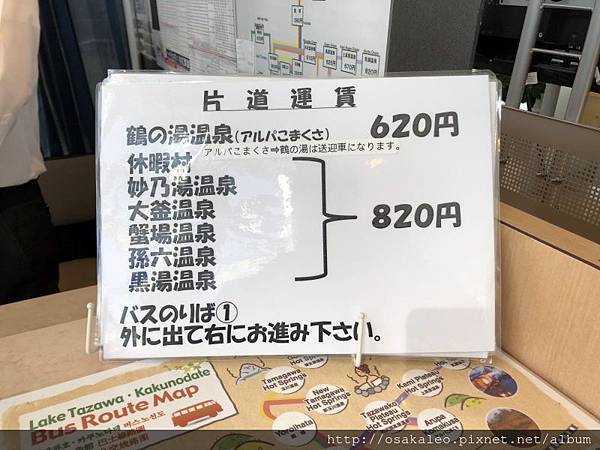 片道運賃
鶴の湯温泉(アルパこまくさ) 620円
アルパこまくさ⇒鶴の湯は送迎車になります。
休暇村
妙乃湯温泉
大釜温泉
蟹場温泉
孫六温泉
黒湯温泉
820円
バスのりば①
外に出て右にお進み下さい。
Lake Tazawa・Kakunodate
Bus Route Map
Tamagawa
Hot Springs
New
Tamagawa
Hot Springs
Tazawako
Plateau
Hot Springs
Hot Springs
Arupa
Komakusa
http://osakaleo.pixnet.net/album